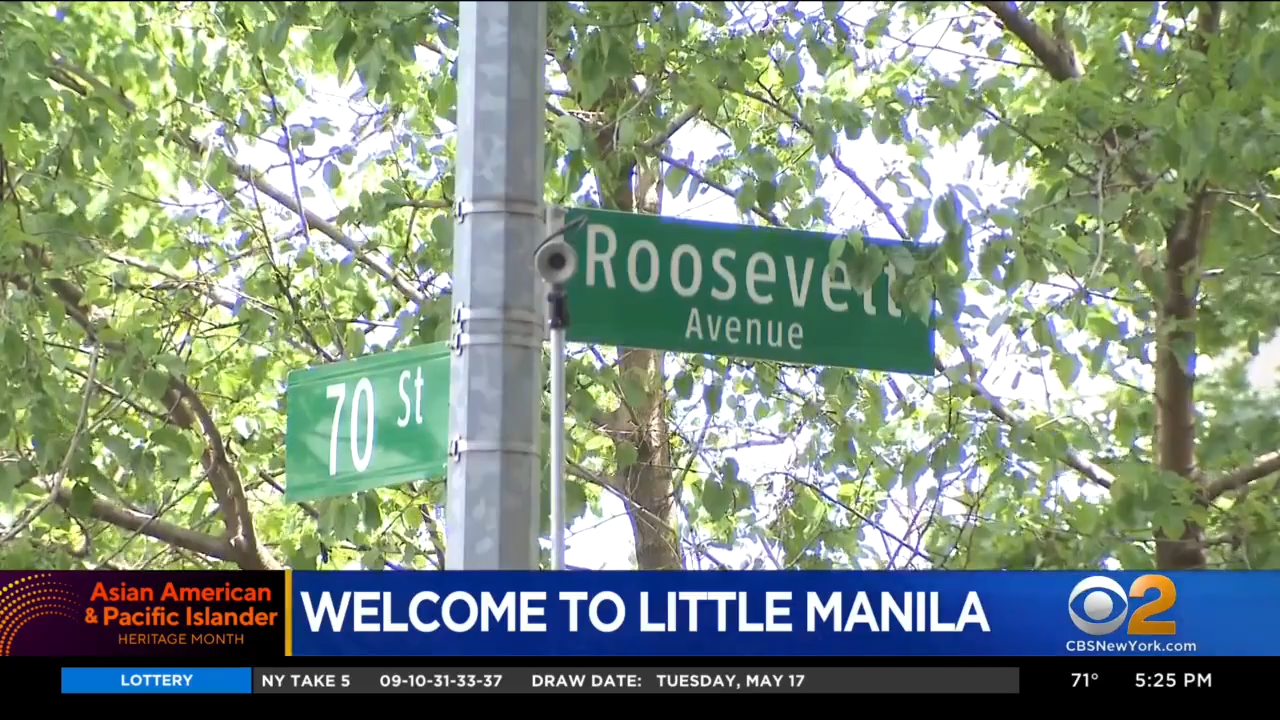 Roosevelt
Avenue
70 St
Asian American
& Pacific Islander
HERITAGE MONTH
WELCOME TO LITTLE MANILA
2
CBSNewYork.com
LOTTERY
NY TAKE 5 09-10-31-33-37 DRAW DATE: TUESDAY, MAY 17
71° 5:25 PM